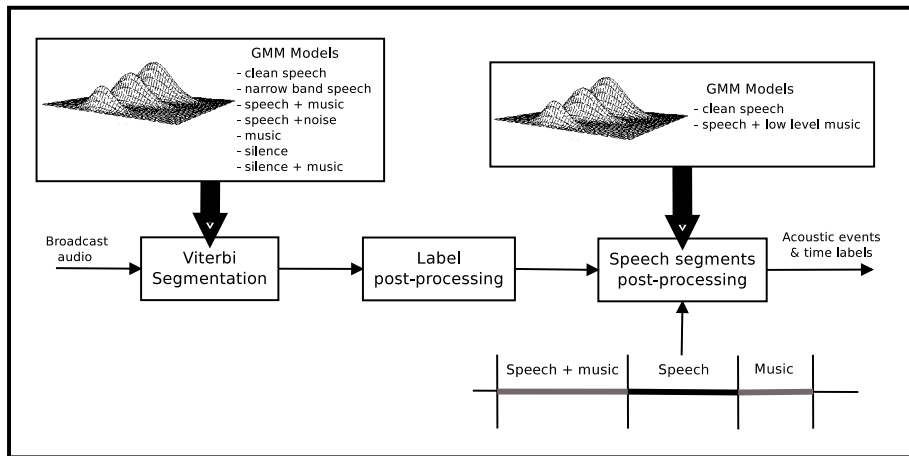 GMM Models
- clean speech
- narrow band speech
- speech + music
- speech +noise
- music
- silence
- silence + music
GMM Models
- clean speech
- speech + low level music
Broadcast
audio
Viterbi
Segmentation
Label
post-processing
Speech segments
post-processing
Acoustic events
& time labels
Speech + music
Speech
Music